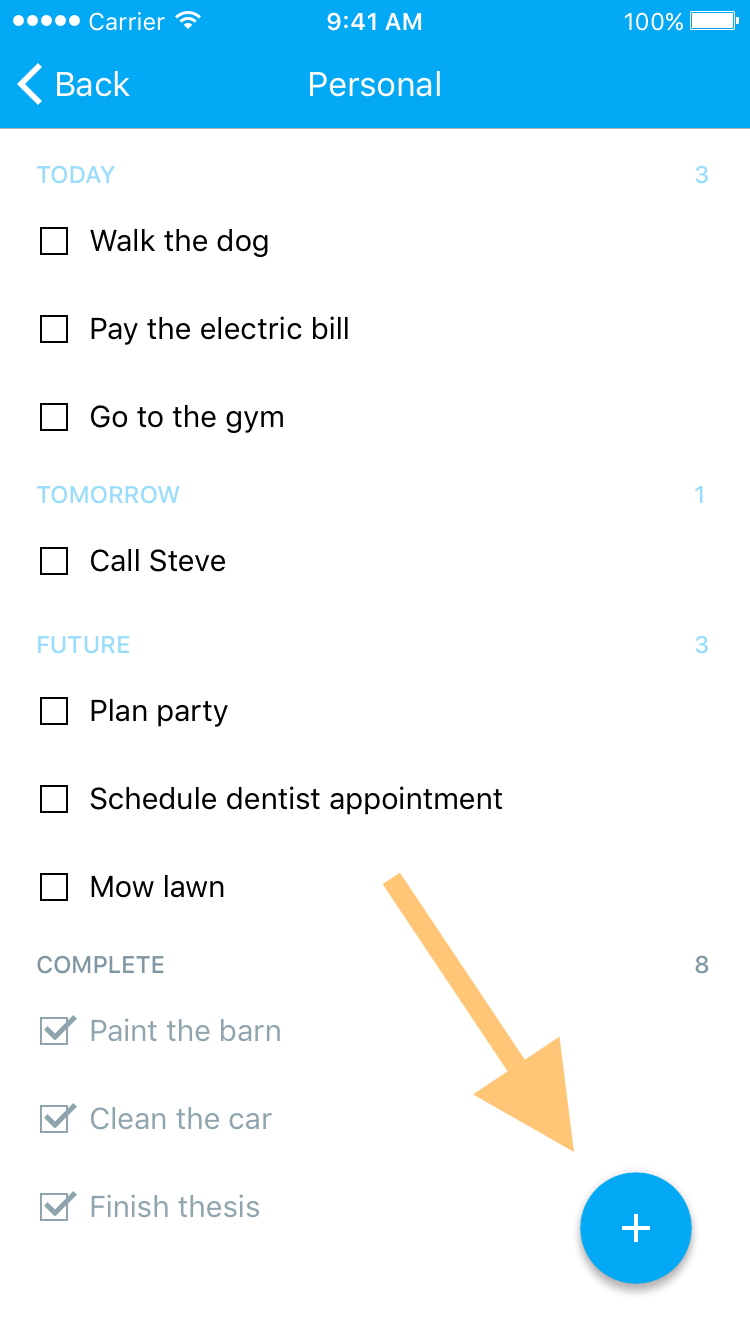 Carrier 9:41 AM 100%
Back Personal
TODAY 3
Walk the dog
Pay the electric bill
Go to the gym
TOMORROW 1
Call Steve
FUTURE 3
Plan party
Schedule dentist appointment
Mow lawn
COMPLETE 8
Paint the barn
Clean the car
Finish thesis
+